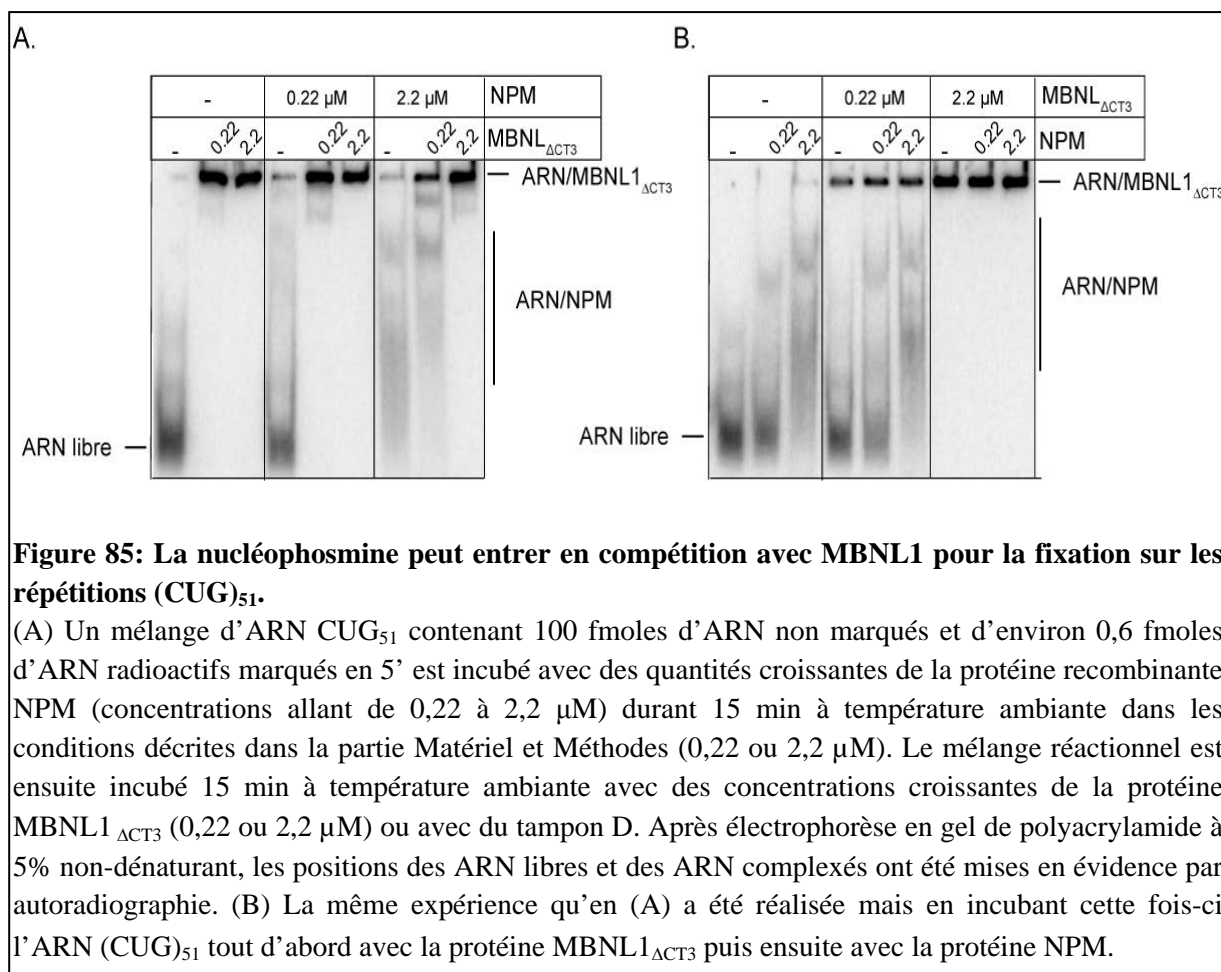 A.
B.
- 0.22 µM 2.2 µM NPM
- 0.22 2.2 - 0.22 2.2 - 0.22 2.2 MBNL∆CT3
ARN/MBNL1∆CT3
ARN/NPM
ARN libre
- 0.22 µM 2.2 µM MBNL∆CT3
- 0.22 2.2 - 0.22 2.2 - 0.22 2.2 NPM
ARN/MBNL1∆CT3
ARN/NPM
ARN libre
Figure 85: La nucléophosmine peut entrer en compétition avec MBNL1 pour la fixation sur les
répétitions (CUG)51.
(A) Un mélange d’ARN CUG51 contenant 100 fmoles d’ARN non marqués et d’environ 0,6 fmoles
d’ARN radioactifs marqués en 5’ est incubé avec des quantités croissantes de la protéine recombinante
NPM (concentrations allant de 0,22 à 2,2 µM) durant 15 min à température ambiante dans les
conditions décrites dans la partie Matériel et Méthodes (0,22 ou 2,2 µM). Le mélange réactionnel est
ensuite incubé 15 min à température ambiante avec des concentrations croissantes de la protéine
MBNL1 ∆CT3 (0,22 ou 2,2 µM) ou avec du tampon D. Après électrophorèse en gel de polyacrylamide à
5% non-dénaturant, les positions des ARN libres et des ARN complexés ont été mises en évidence par
autoradiographie. (B) La même expérience qu’en (A) a été réalisée mais en incubant cette fois-ci
l’ARN (CUG)51 tout d’abord avec la protéine MBNL1∆CT3 puis ensuite avec la protéine NPM.